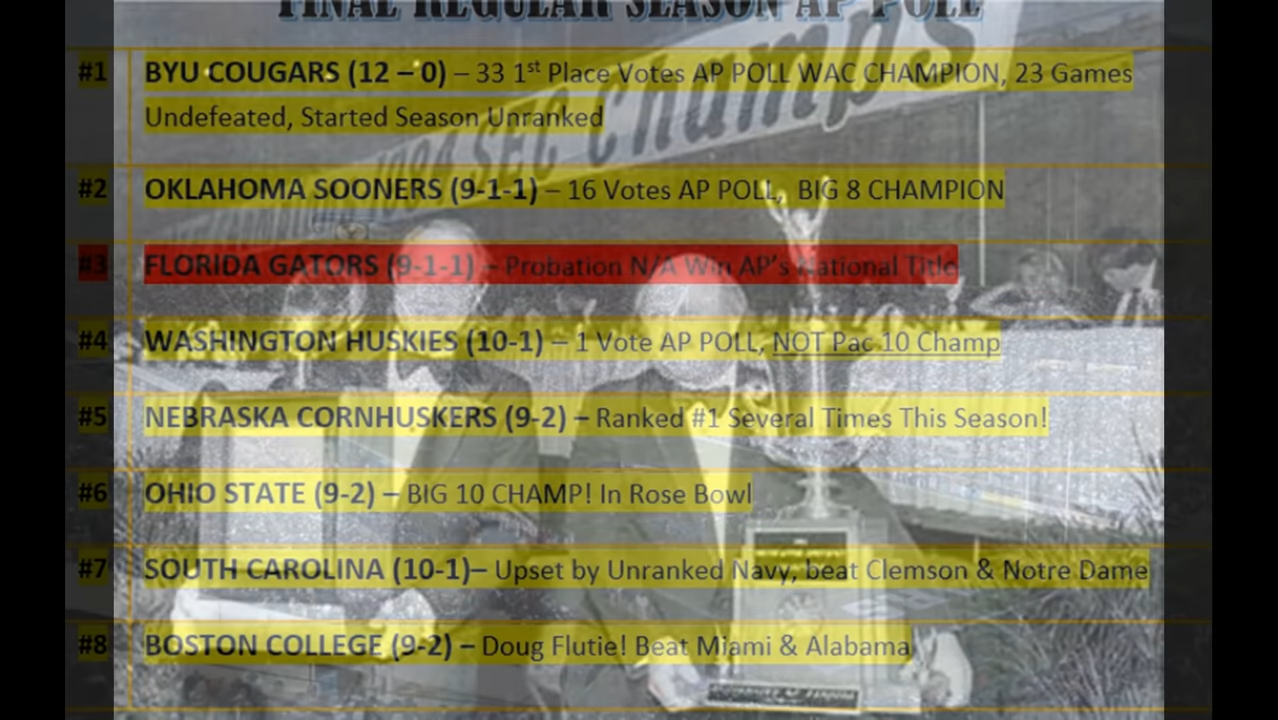 FINAL REGULAR SEASON AP POLL
#1 BYU COUGARS (12 – 0) – 33 1st Place Votes AP POLL WAC CHAMPION, 23 Games
Undefeated, Started Season Unranked
1984 SEC Champs
#2 OKLAHOMA SOONERS (9-1-1) – 16 Votes AP POLL, BIG 8 CHAMPION
#3 FLORIDA GATORS (9-1-1) – Probation N/A Win AP's National Title
#4 WASHINGTON HUSKIES (10-1) – 1 Vote AP POLL, NOT Pac 10 Champ
#5 NEBRASKA CORNHUSKERS (9-2) – Ranked #1 Several Times This Season!
#6 OHIO STATE (9-2) – BIG 10 CHAMP! In Rose Bowl
#7 SOUTH CAROLINA (10-1)– Upset by Unranked Navy, beat Clemson & Notre Dame
#8 BOSTON COLLEGE (9-2) – Doug Flutie! Beat Miami & Alabama